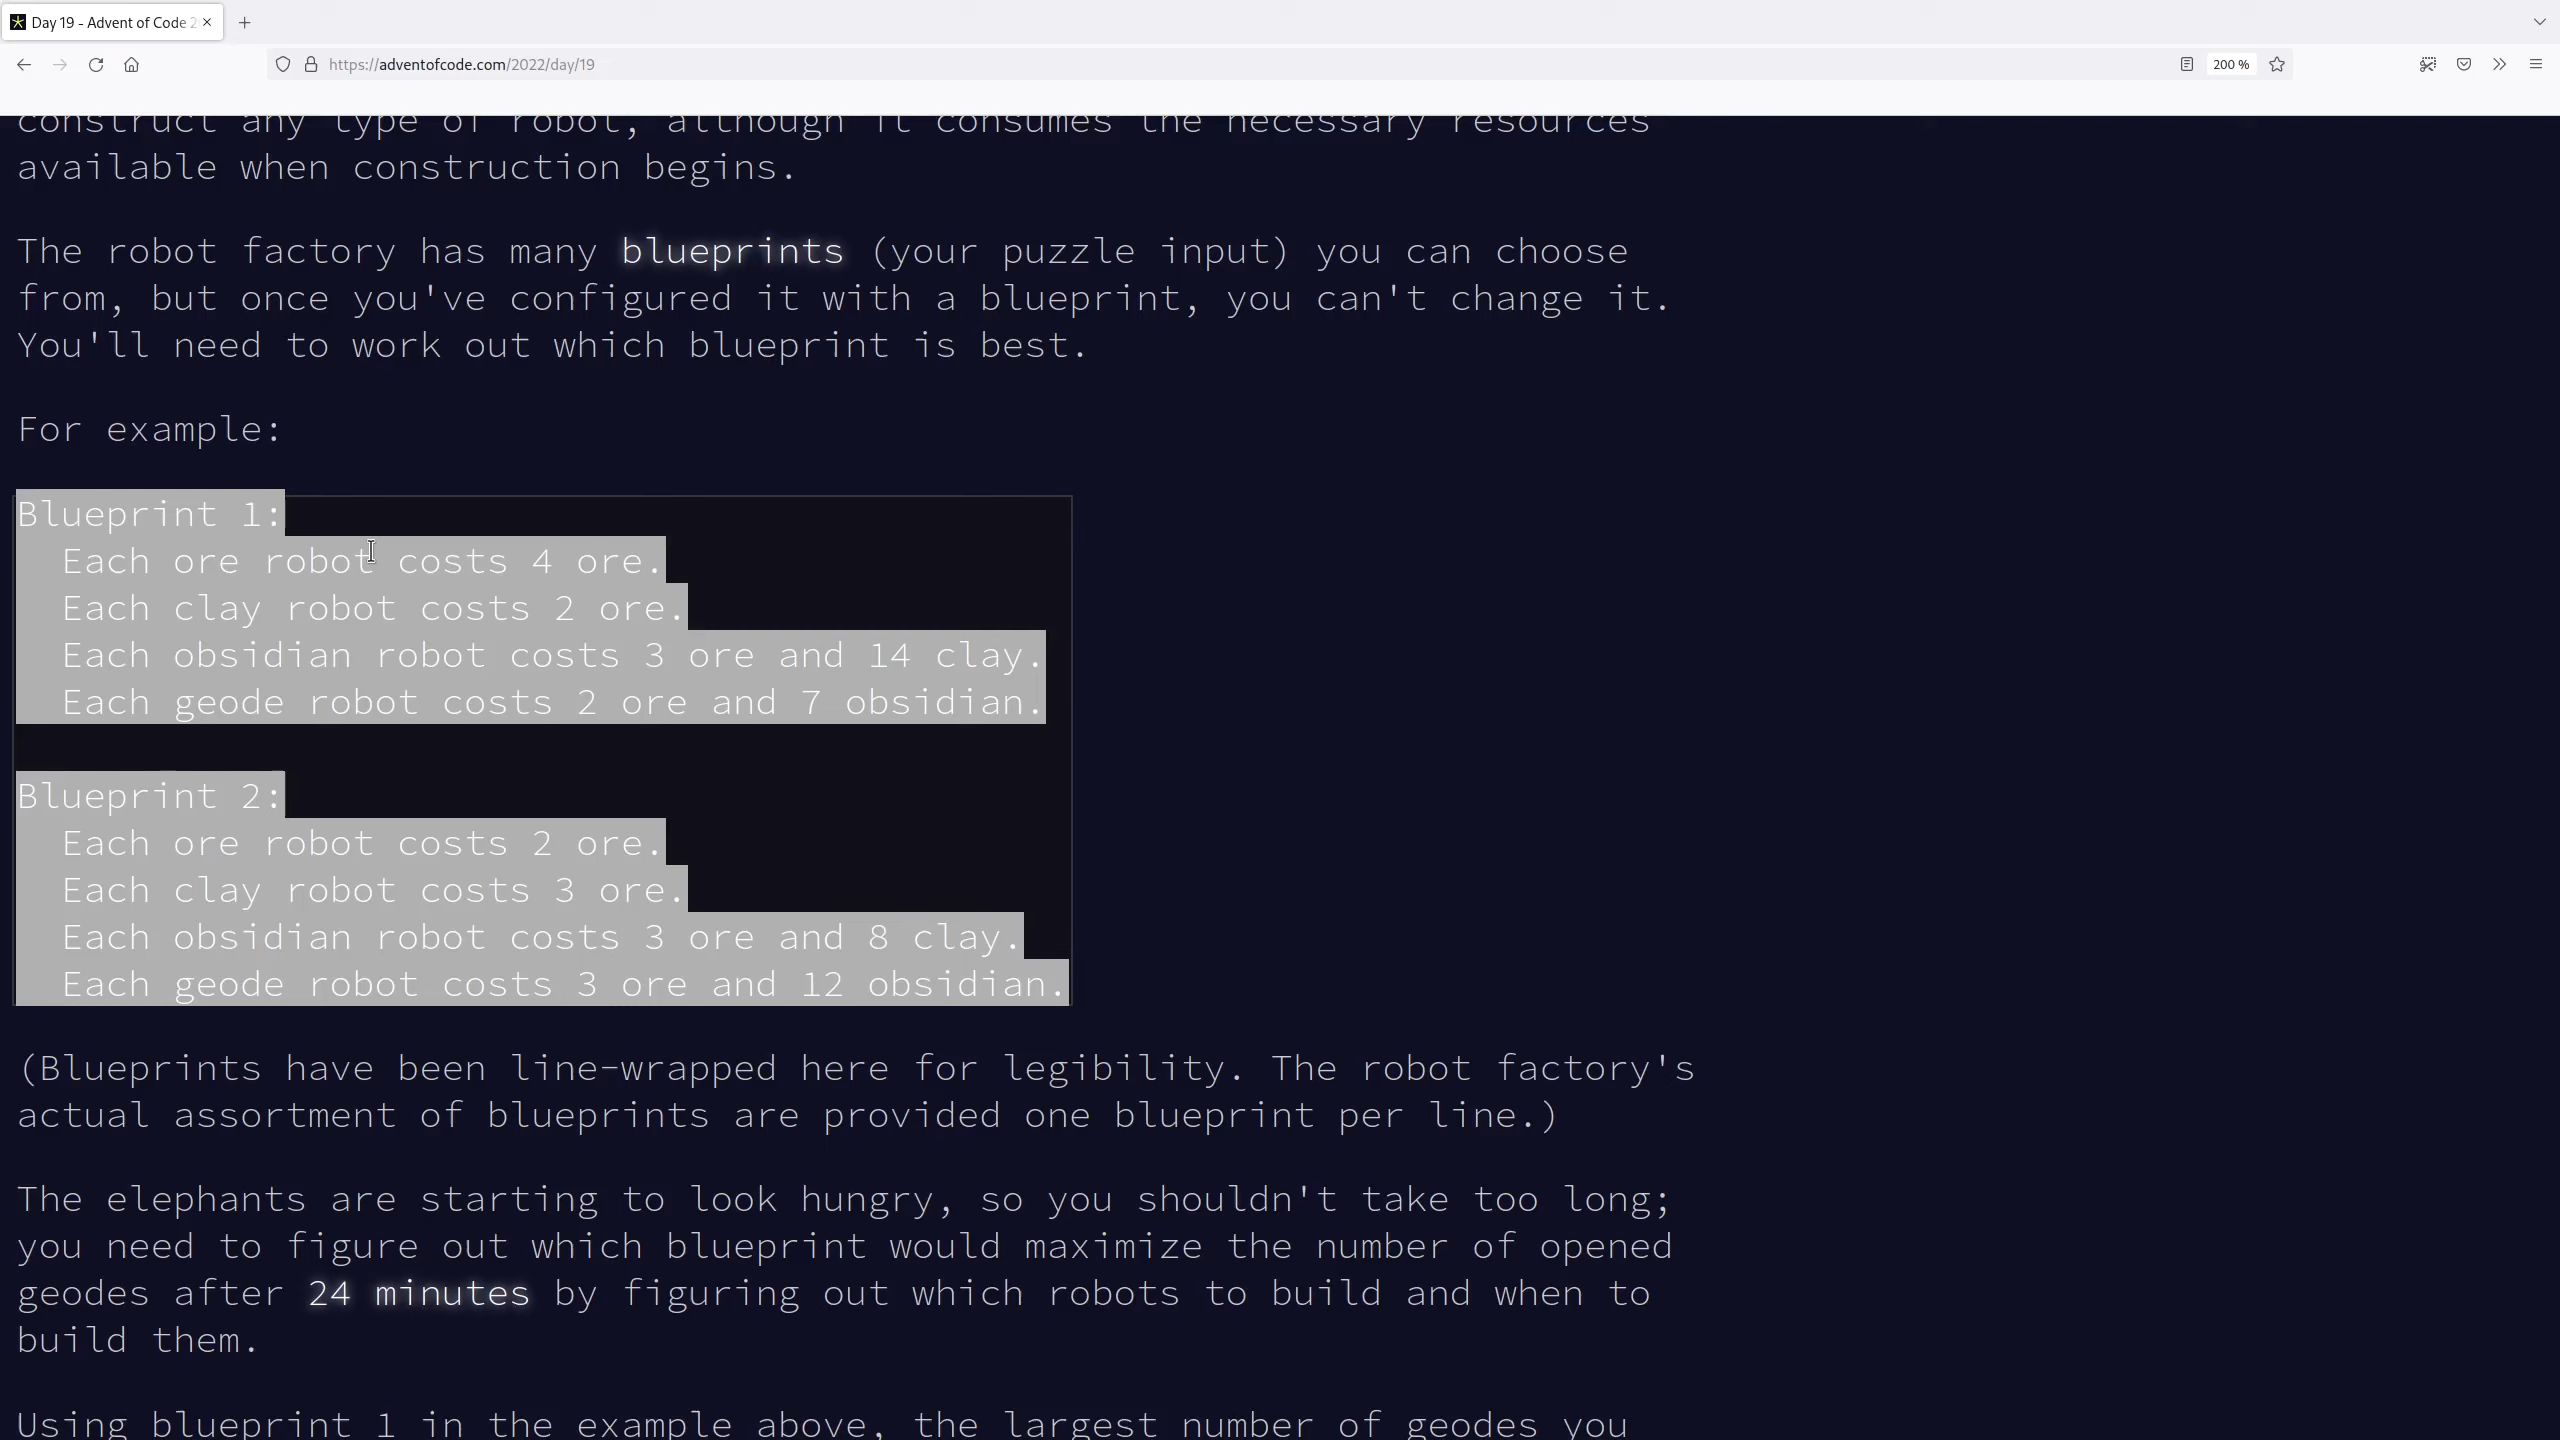 Day 19 - Advent of Code 2
https://adventofcode.com/2022/day/19
200 %
construct any type of robot, although it consumes the necessary resources
available when construction begins.
The robot factory has many blueprints (your puzzle input) you can choose
from, but once you've configured it with a blueprint, you can't change it.
You'll need to work out which blueprint is best.
For example:
Blueprint 1:
Each ore robot costs 4 ore.
Each clay robot costs 2 ore.
Each obsidian robot costs 3 ore and 14 clay.
Each geode robot costs 2 ore and 7 obsidian.
Blueprint 2:
Each ore robot costs 2 ore.
Each clay robot costs 3 ore.
Each obsidian robot costs 3 ore and 8 clay.
Each geode robot costs 3 ore and 12 obsidian.
(Blueprints have been line-wrapped here for legibility. The robot factory's
actual assortment of blueprints are provided one blueprint per line.)
The elephants are starting to look hungry, so you shouldn't take too long;
you need to figure out which blueprint would maximize the number of opened
geodes after 24 minutes by figuring out which robots to build and when to
build them.
Using blueprint 1 in the example above, the largest number of geodes you